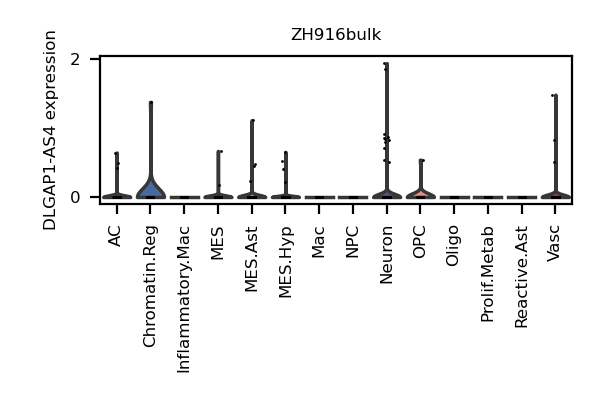 ZH916bulk
DLGAP1-AS4 expression
2
0
AC
Chromatin.Reg
Inflammatory.Mac
MES
MES.Ast
MES.Hyp
Mac
NPC
Neuron
OPC
Oligo
Prolif.Metab
Reactive.Ast
Vasc